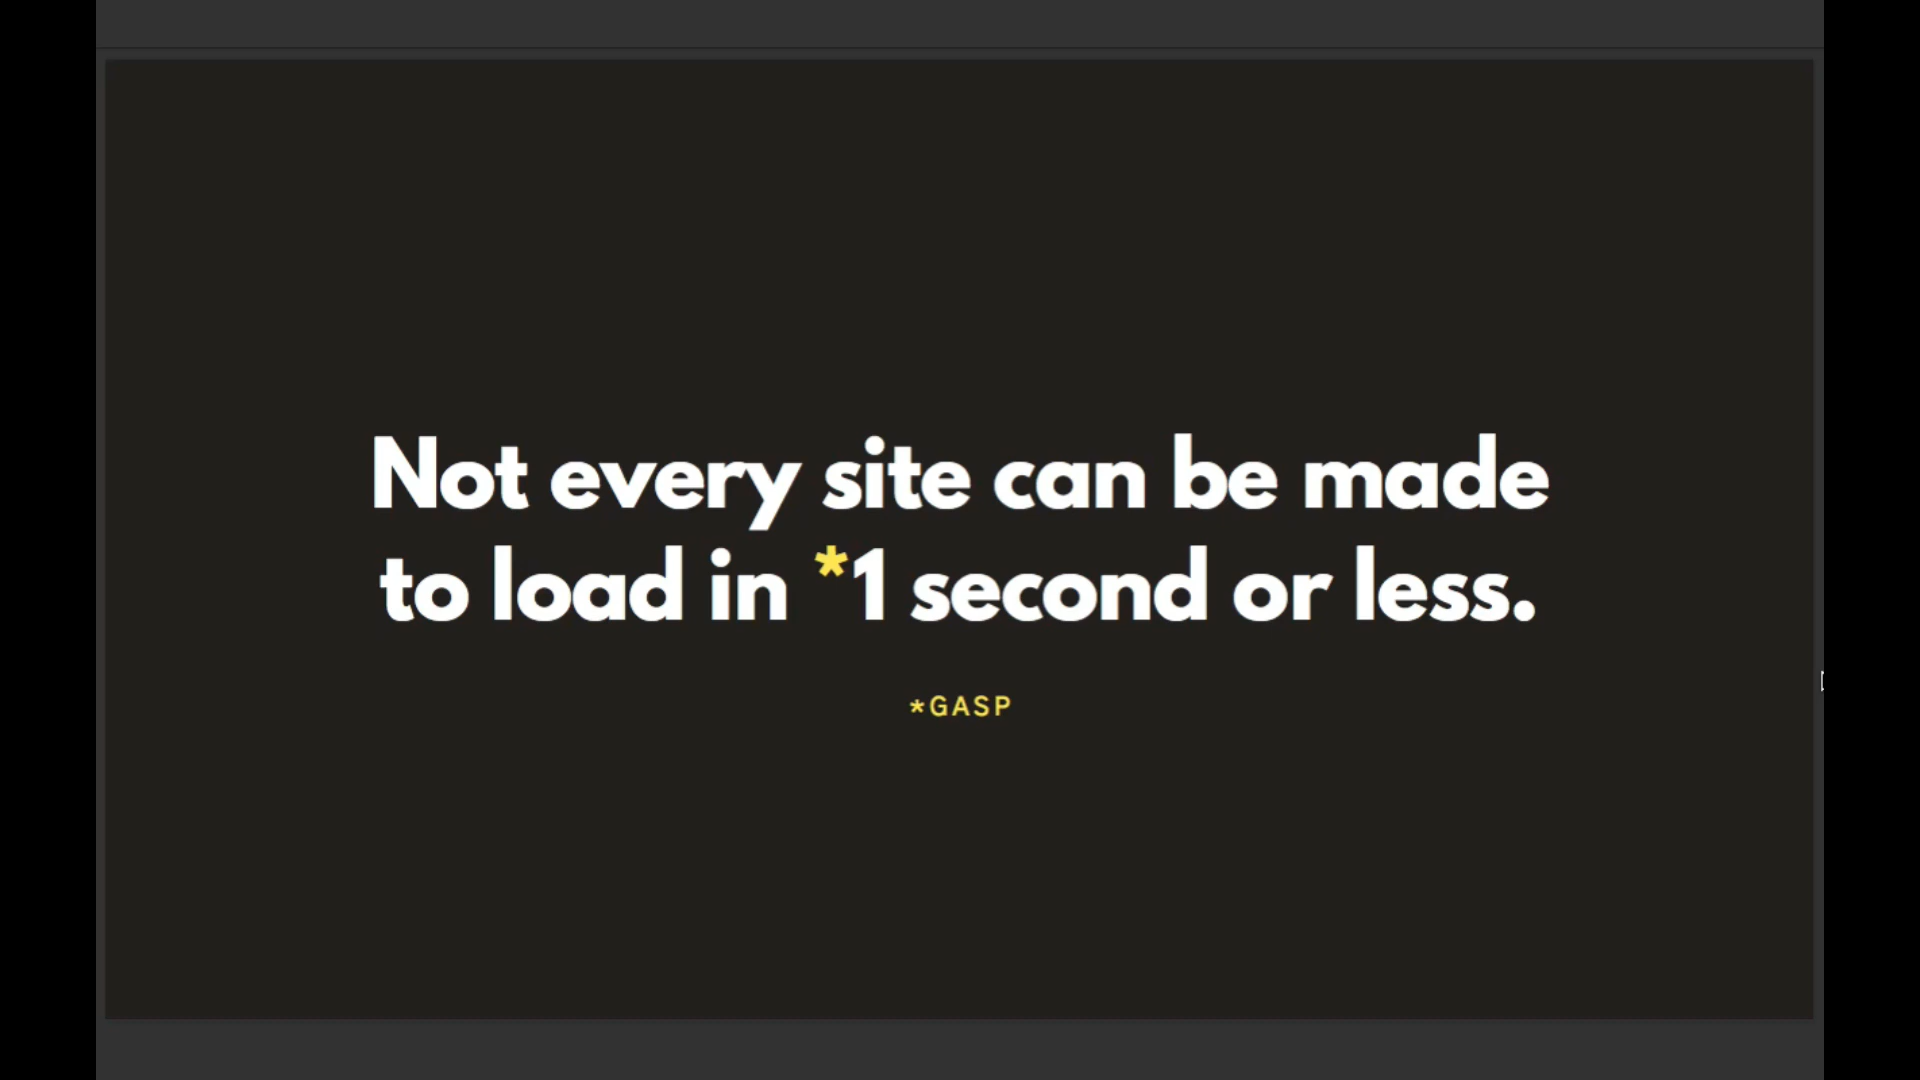 Not every site can be made
to load in *1 second or less.
*GASP